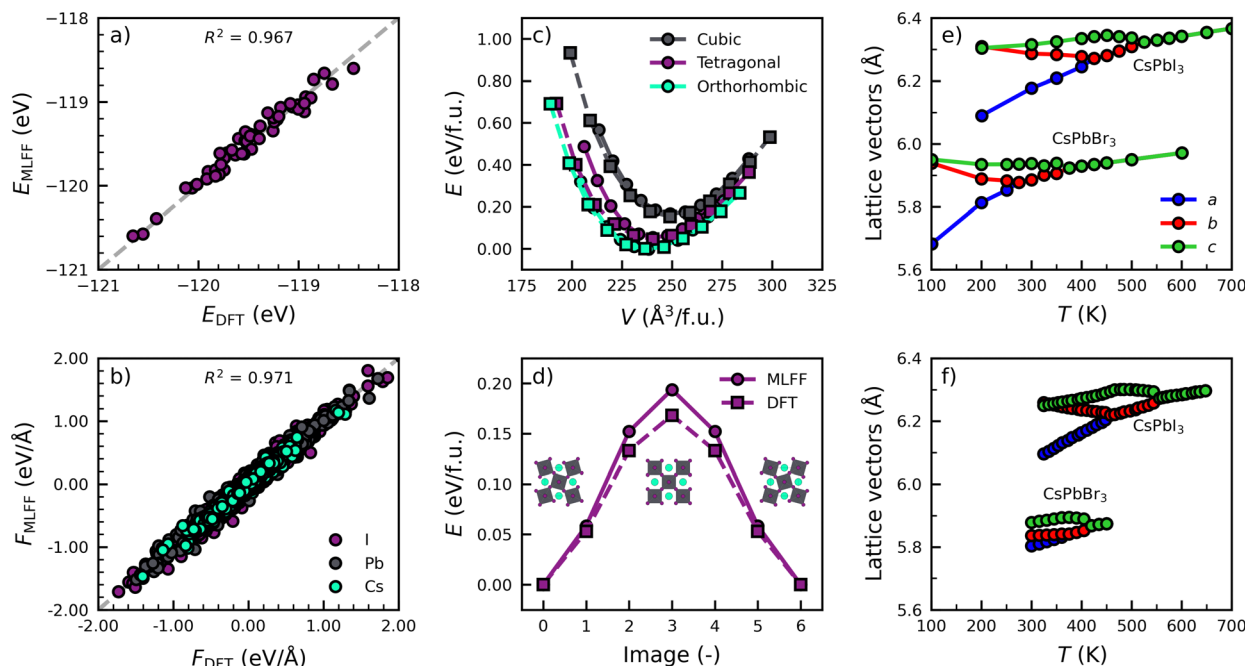 a)
R² = 0.967
−118
−119
−120
−121
E_MLFF (eV)
−121 −120 −119 −118
E_DFT (eV)
c)
Cubic
Tetragonal
Orthorhombic
1.00
0.80
0.60
0.40
0.20
0.00
E (eV/f.u.)
175 200 225 250 275 300 325
V (Å³/f.u.)
e)
CsPbI₃
CsPbBr₃
a
b
c
6.4
6.2
6.0
5.8
5.6
Lattice vectors (Å)
100 200 300 400 500 600 700
T (K)
b)
R² = 0.971
I
Pb
Cs
2.00
1.00
0.00
-1.00
-2.00
F_MLFF (eV/Å)
-2.00 -1.00 0.00 1.00 2.00
F_DFT (eV/Å)
d)
MLFF
DFT
0.20
0.15
0.10
0.05
0.00
E (eV/f.u.)
0 1 2 3 4 5 6
Image (-)
f)
CsPbI₃
CsPbBr₃
6.4
6.2
6.0
5.8
5.6
Lattice vectors (Å)
100 200 300 400 500 600 700
T (K)